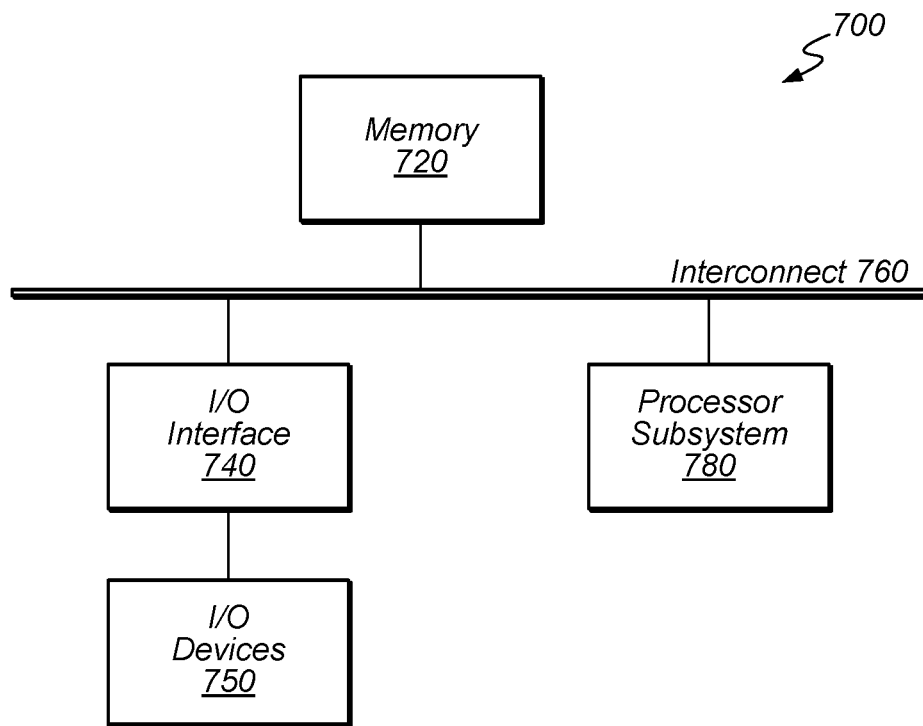 700
Memory
720
Interconnect 760
I/O
Interface
740
Processor
Subsystem
780
I/O
Devices
750